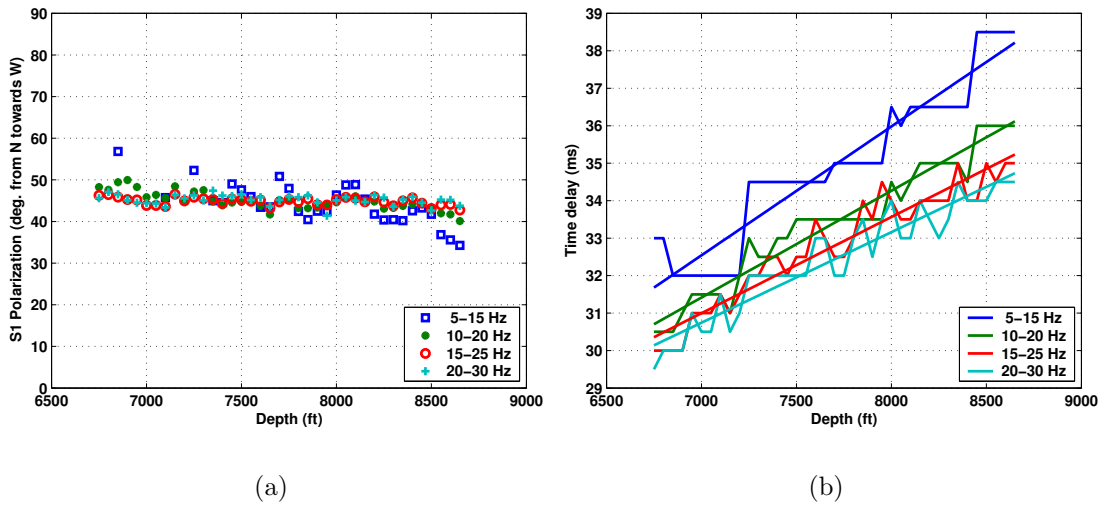 90
80
70
60
50
40
30
20
10
0
S1 Polarization (deg. from N towards W)
5−15 Hz
10−20 Hz
15−25 Hz
20−30 Hz
6500 7000 7500 8000 8500 9000
Depth (ft)
(a)
39
38
37
36
35
34
33
32
31
30
29
Time delay (ms)
5−15 Hz
10−20 Hz
15−25 Hz
20−30 Hz
6500 7000 7500 8000 8500 9000
Depth (ft)
(b)